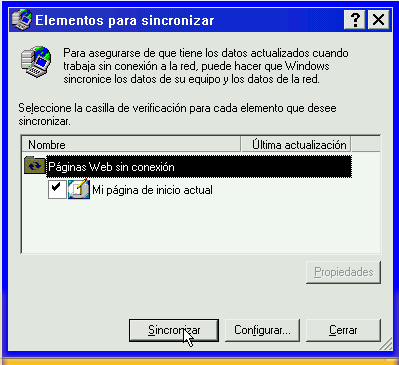 Elementos para sincronizar
Para asegurarse de que tiene los datos actualizados cuando
trabaja sin conexión a la red, puede hacer que Windows
sincronice los datos de su equipo y los datos de la red.
Seleccione la casilla de verificación para cada elemento que desee
sincronizar.
Nombre Última actualización
Páginas Web sin conexión
Mi página de inicio actual
Propiedades
Sincronizar Configurar... Cerrar